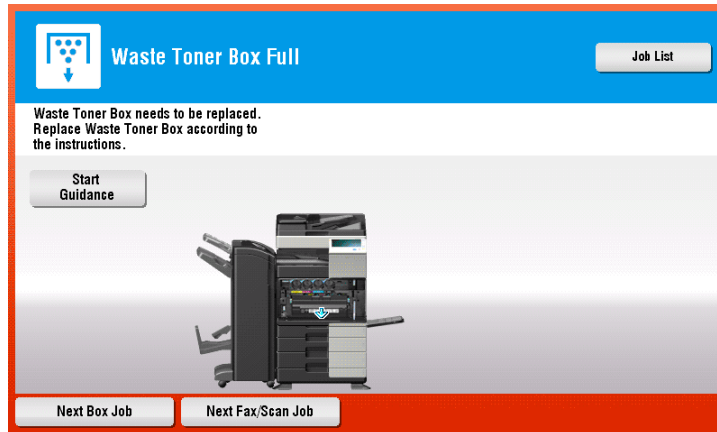 Waste Toner Box Full
Job List
Waste Toner Box needs to be replaced.
Replace Waste Toner Box according to
the instructions.
Start
Guidance
Next Box Job
Next Fax/Scan Job